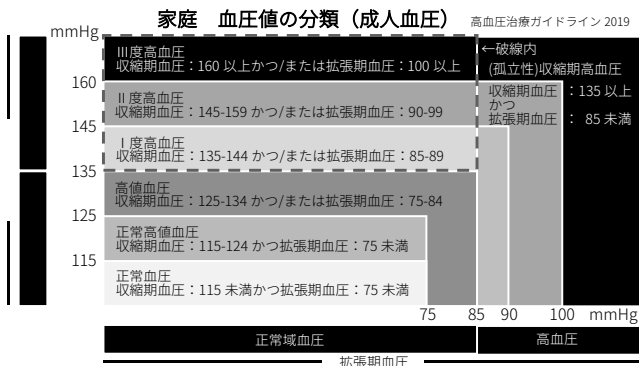 家庭　血圧値の分類（成人血圧）
高血圧治療ガイドライン 2019
mmHg
Ⅲ度高血圧
収縮期血圧：160 以上かつ/または拡張期血圧：100 以上
←破線内
(孤立性)収縮期高血圧
収縮期血圧：135 以上
かつ
拡張期血圧： 85 未満
160
Ⅱ度高血圧
収縮期血圧：145-159 かつ/または拡張期血圧：90-99
145
Ⅰ度高血圧
収縮期血圧：135-144 かつ/または拡張期血圧：85-89
135
高値血圧
収縮期血圧：125-134 かつ/または拡張期血圧：75-84
125
正常高値血圧
収縮期血圧：115-124 かつ拡張期血圧：75 未満
115
正常血圧
収縮期血圧：115 未満かつ拡張期血圧：75 未満
75 85 90 100 mmHg
正常域血圧 高血圧
拡張期血圧